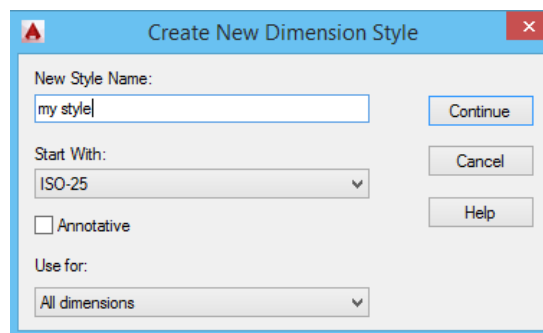 Create New Dimension Style
New Style Name:
my style
Continue
Start With:
ISO-25
Cancel
Annotative
Help
Use for:
All dimensions